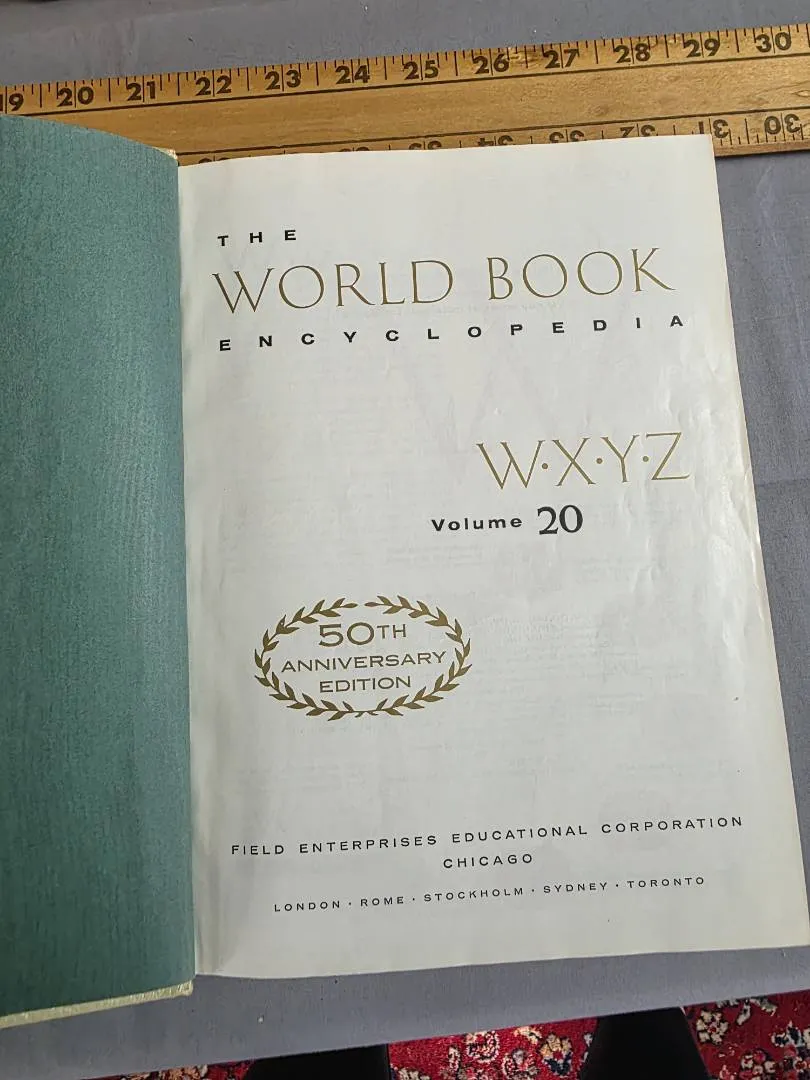 19 20 21 22 23 24 25 26 27 28 29 30
THE
WORLD BOOK
ENCYCLOPEDIA
W·X·Y·Z
Volume 20
50TH
ANNIVERSARY
EDITION
FIELD ENTERPRISES EDUCATIONAL CORPORATION
CHICAGO
LONDON · ROME · STOCKHOLM · SYDNEY · TORONTO